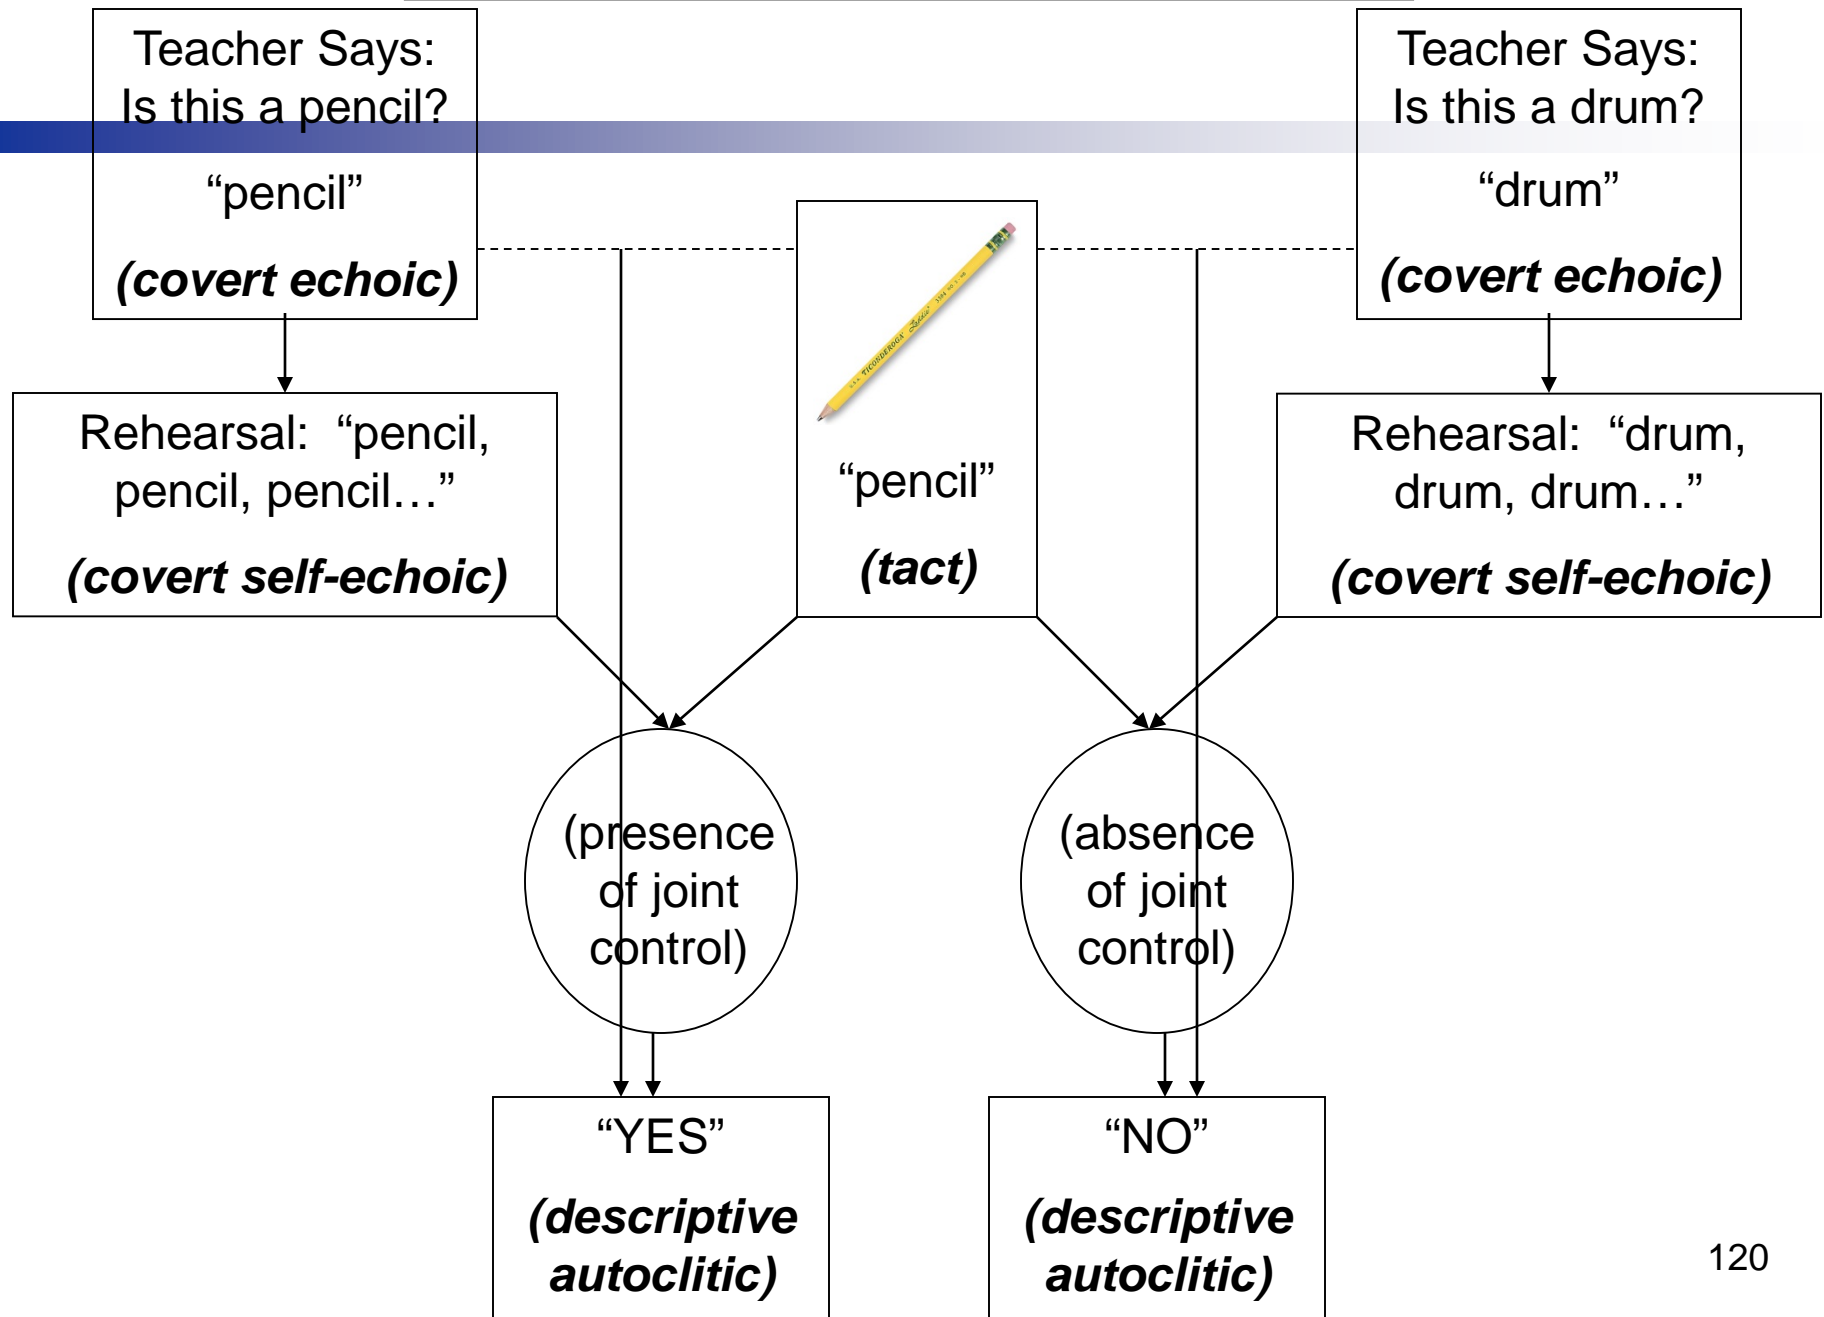 Teacher Says:
Is this a pencil?
“pencil”
(covert echoic)
Teacher Says:
Is this a drum?
“drum”
(covert echoic)
Rehearsal: “pencil,
pencil, pencil…”
(covert self-echoic)
TICONDEROGA
“pencil”
(tact)
Rehearsal: “drum,
drum, drum…”
(covert self-echoic)
(presence
of joint
control)
(absence
of joint
control)
“YES”
(descriptive
autoclitic)
“NO”
(descriptive
autoclitic)
120